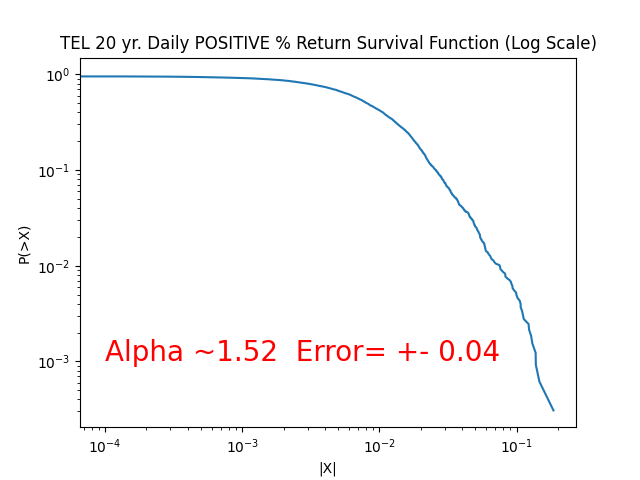 TEL 20 yr. Daily POSITIVE % Return Survival Function (Log Scale)
10⁰
10⁻¹
10⁻²
10⁻³
P(>X)
Alpha ~1.52  Error= +- 0.04
10⁻⁴ 10⁻³ 10⁻² 10⁻¹
|X|